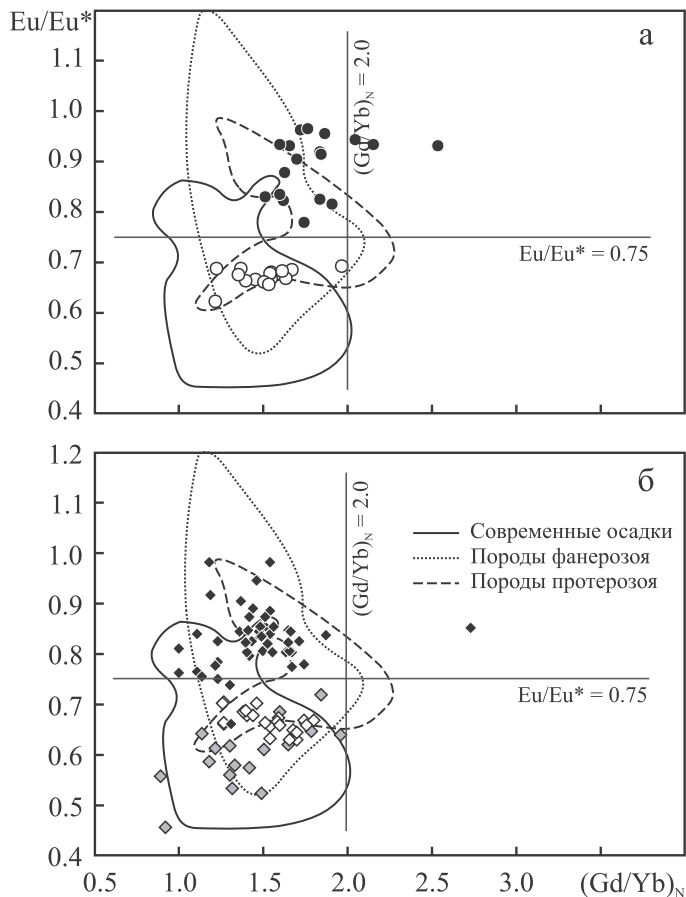 Eu/Eu*
а
1.1
1.0
0.9
0.8
0.7
0.6
0.5
0.4
(Gd/Yb)N = 2.0
Eu/Eu* = 0.75
б
1.2
1.1
1.0
0.9
0.8
0.7
0.6
0.5
0.4
(Gd/Yb)N = 2.0
Современные осадки
Породы фанерозоя
Породы протерозоя
Eu/Eu* = 0.75
0.5 1.0 1.5 2.0 2.5 3.0 (Gd/Yb)N